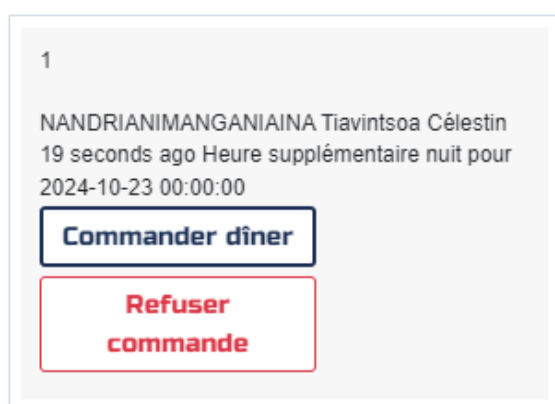 1
NANDRIANIMANGANIAINA Tiavintsoa Célestin
19 seconds ago Heure supplémentaire nuit pour
2024-10-23 00:00:00
Commander dîner
Refuser
commande